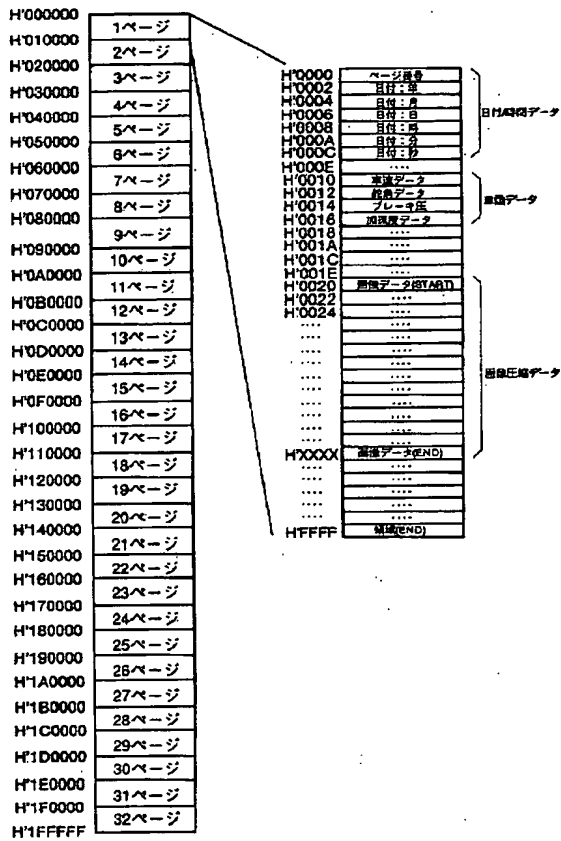 H'000000
1ページ
H'010000
2ページ
H'020000
3ページ
H'030000
4ページ
H'040000
5ページ
H'050000
6ページ
H'060000
7ページ
H'070000
8ページ
H'080000
9ページ
H'090000
10ページ
H'0A0000
11ページ
H'0B0000
12ページ
H'0C0000
13ページ
H'0D0000
14ページ
H'0E0000
15ページ
H'0F0000
16ページ
H'100000
17ページ
H'110000
18ページ
H'120000
19ページ
H'130000
20ページ
H'140000
21ページ
H'150000
22ページ
H'160000
23ページ
H'170000
24ページ
H'180000
25ページ
H'190000
26ページ
H'1A0000
27ページ
H'1B0000
28ページ
H'1C0000
29ページ
H'1D0000
30ページ
H'1E0000
31ページ
H'1F0000
32ページ
H'1FFFFF
H'0000 ページ番号
H'0002 日付:年
H'0004 日付:月
H'0006 日付:日
H'0008 日付:時
H'000A 日付:分
H'000C 日付:秒
日付/時間データ
H'000E ....
H'0010 車速データ
H'0012 舵角データ
H'0014 ブレーキ圧
H'0016 加速度データ
車両データ
H'0018 ....
H'001A ....
H'001C ....
H'001E ....
H'0020 画像データ(START)
H'0022 ....
H'0024 ....
.... ....
.... ....
.... ....
.... ....
.... ....
.... ....
.... ....
.... ....
.... ....
.... ....
H'XXXX 画像データ(END)
画像圧縮データ
.... ....
.... ....
.... ....
.... ....
.... ....
H'FFFF 領域(END)